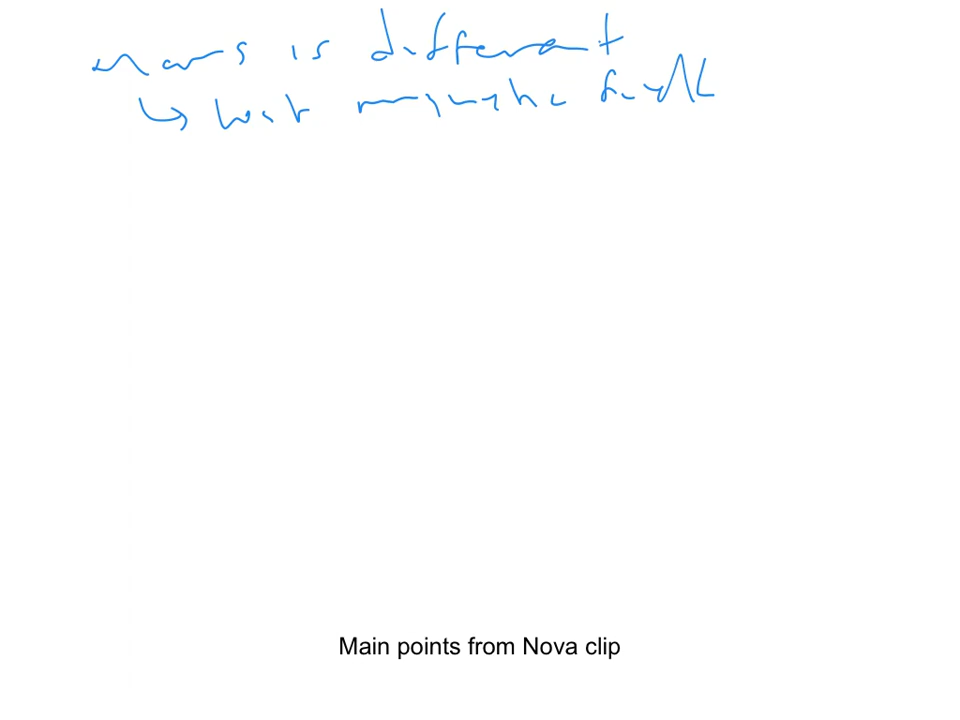 Mars is different
↳ lost magnetic field
Main points from Nova clip